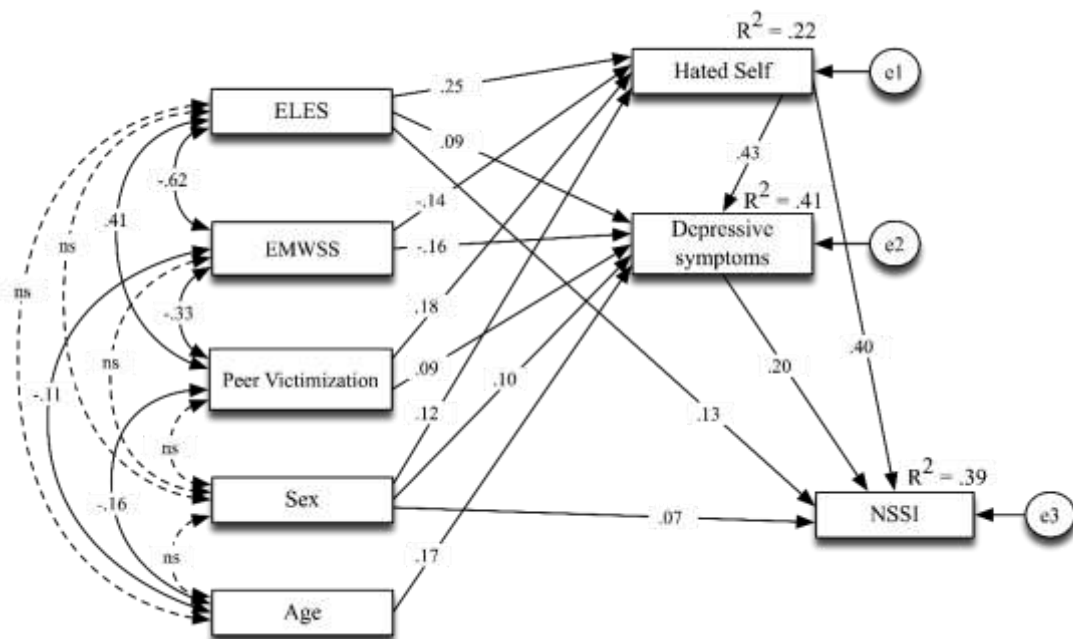 R² = .22
Hated Self
e1
ELES
.25
.09
.43
-.62
.41
-.14
R² = .41
ns
EMWSS
-.16
Depressive
symptoms
e2
ns
-.33
.18
Peer Victimization
.09
.10
.20
.40
ns
-.11
.12
.13
ns
R² = .39
Sex
-.16
.07
NSSI
e3
ns
.17
Age